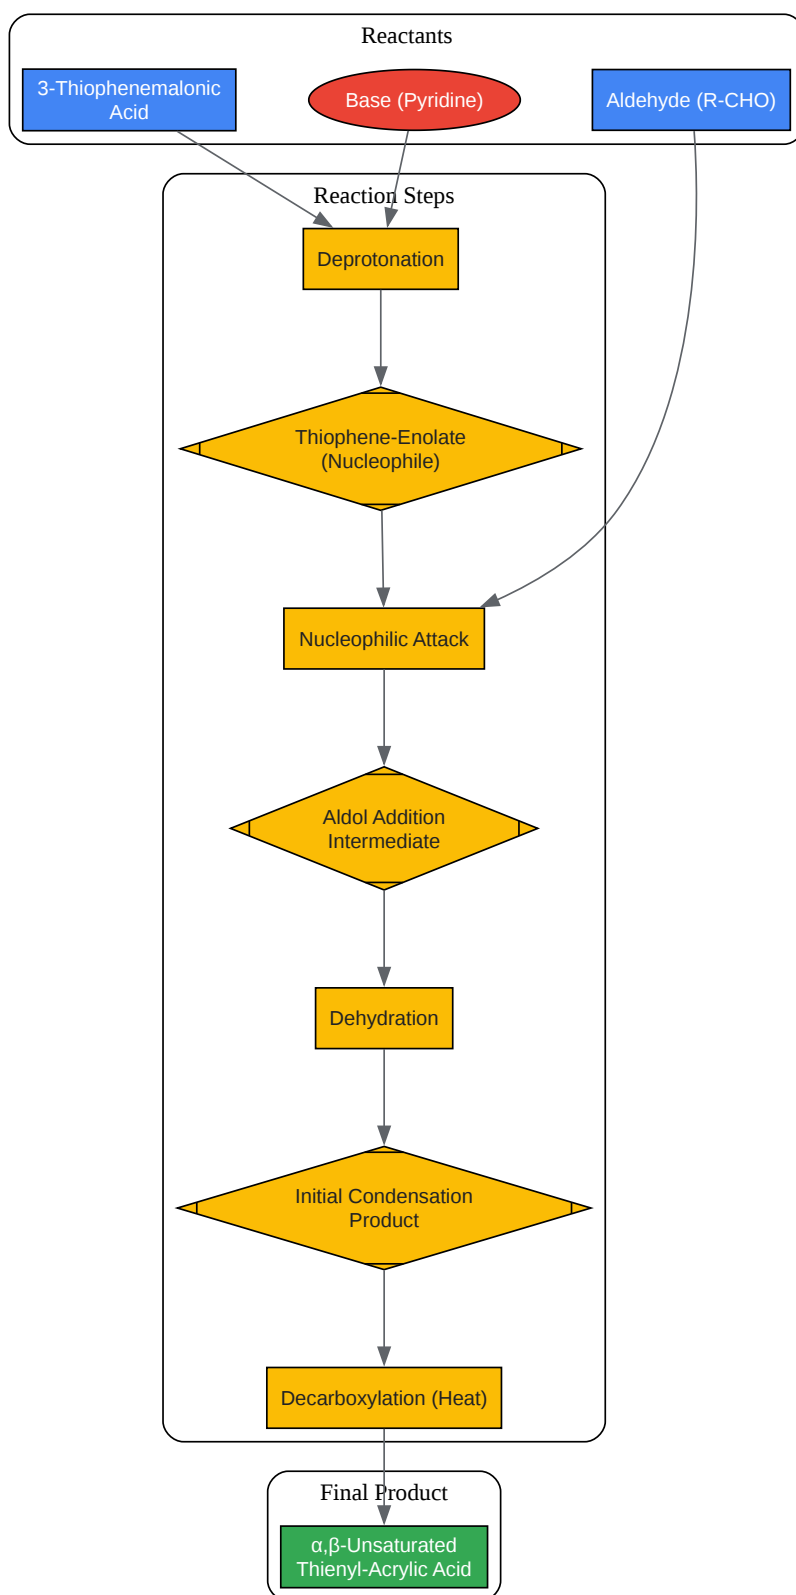 Reactants
3-Thiophenemalonic
Acid
Base (Pyridine)
Aldehyde (R-CHO)
Reaction Steps
Deprotonation
Thiophene-Enolate
(Nucleophile)
Nucleophilic Attack
Aldol Addition
Intermediate
Dehydration
Initial Condensation
Product
Decarboxylation (Heat)
Final Product
α,β-Unsaturated
Thienyl-Acrylic Acid